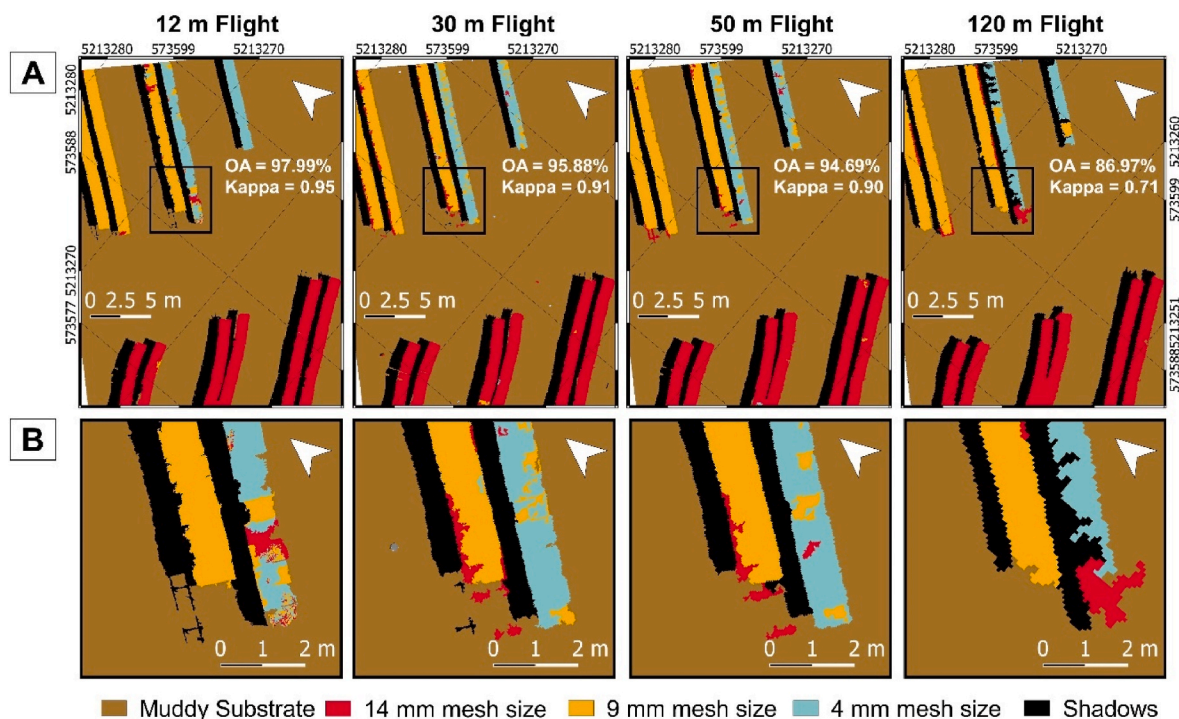 12 m Flight 30 m Flight 50 m Flight 120 m Flight
5213280 573599 5213270 5213280 573599 5213270 5213280 573599 5213270 5213280 573599 5213270
A
5213280
573588
5213270
573577
OA = 97.99%
Kappa = 0.95
0 2.5 5 m
OA = 95.88%
Kappa = 0.91
0 2.5 5 m
OA = 94.69%
Kappa = 0.90
0 2.5 5 m
OA = 86.97%
Kappa = 0.71
0 2.5 5 m
5213260
573599
5213251
573588
B
0 1 2 m
0 1 2 m
0 1 2 m
0 1 2 m
Muddy Substrate 14 mm mesh size 9 mm mesh size 4 mm mesh size Shadows